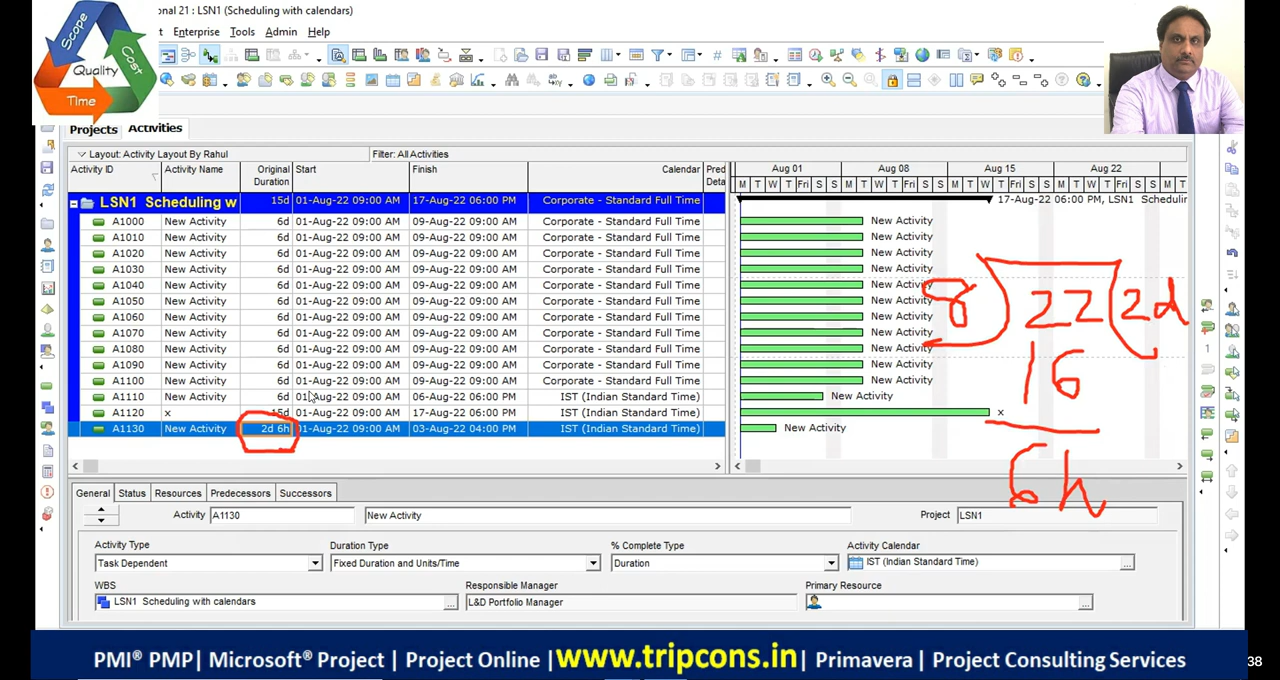 onal 21 : LSN1 (Scheduling with calendars)
Scope
Cost
Quality
Time
t Enterprise Tools Admin Help
Projects Activities
Layout: Activity Layout By Rahul Filter: All Activities
Activity ID Activity Name Original Duration Start Finish Calendar Pred Deta
Aug 01 Aug 08 Aug 15 Aug 22
M T W T Fri S S M T W T Fri S S M T W T Fri S S M T W T Fri S S M T
LSN1 Scheduling w 15d 01-Aug-22 09:00 AM 17-Aug-22 06:00 PM Corporate - Standard Full Time 17-Aug-22 06:00 PM, LSN1 Schedulin
A1000 New Activity 6d 01-Aug-22 09:00 AM 09-Aug-22 09:00 AM Corporate - Standard Full Time New Activity
A1010 New Activity 6d 01-Aug-22 09:00 AM 09-Aug-22 09:00 AM Corporate - Standard Full Time New Activity
A1020 New Activity 6d 01-Aug-22 09:00 AM 09-Aug-22 09:00 AM Corporate - Standard Full Time New Activity
A1030 New Activity 6d 01-Aug-22 09:00 AM 09-Aug-22 09:00 AM Corporate - Standard Full Time New Activity
A1040 New Activity 6d 01-Aug-22 09:00 AM 09-Aug-22 09:00 AM Corporate - Standard Full Time New Activity
A1050 New Activity 6d 01-Aug-22 09:00 AM 09-Aug-22 09:00 AM Corporate - Standard Full Time New Activity
A1060 New Activity 6d 01-Aug-22 09:00 AM 09-Aug-22 09:00 AM Corporate - Standard Full Time New Activity
A1070 New Activity 6d 01-Aug-22 09:00 AM 09-Aug-22 09:00 AM Corporate - Standard Full Time New Activity
A1080 New Activity 6d 01-Aug-22 09:00 AM 09-Aug-22 09:00 AM Corporate - Standard Full Time New Activity
A1090 New Activity 6d 01-Aug-22 09:00 AM 09-Aug-22 09:00 AM Corporate - Standard Full Time New Activity
A1100 New Activity 6d 01-Aug-22 09:00 AM 09-Aug-22 09:00 AM Corporate - Standard Full Time New Activity
A1110 New Activity 6d 01-Aug-22 09:00 AM 06-Aug-22 06:00 PM IST (Indian Standard Time) New Activity
A1120 x 15d 01-Aug-22 09:00 AM 17-Aug-22 06:00 PM IST (Indian Standard Time) x
A1130 New Activity 2d 6h 01-Aug-22 09:00 AM 03-Aug-22 04:00 PM IST (Indian Standard Time) New Activity
8 ) 22 ( 2d
16
6h
General Status Resources Predecessors Successors
Activity A1130 New Activity Project LSN1
Activity Type Duration Type % Complete Type Activity Calendar
Task Dependent Fixed Duration and Units/Time Duration IST (Indian Standard Time)
WBS Responsible Manager Primary Resource
LSN1 Scheduling with calendars L&D Portfolio Manager
PMI® PMP| Microsoft® Project | Project Online |www.tripcons.in| Primavera | Project Consulting Services
38